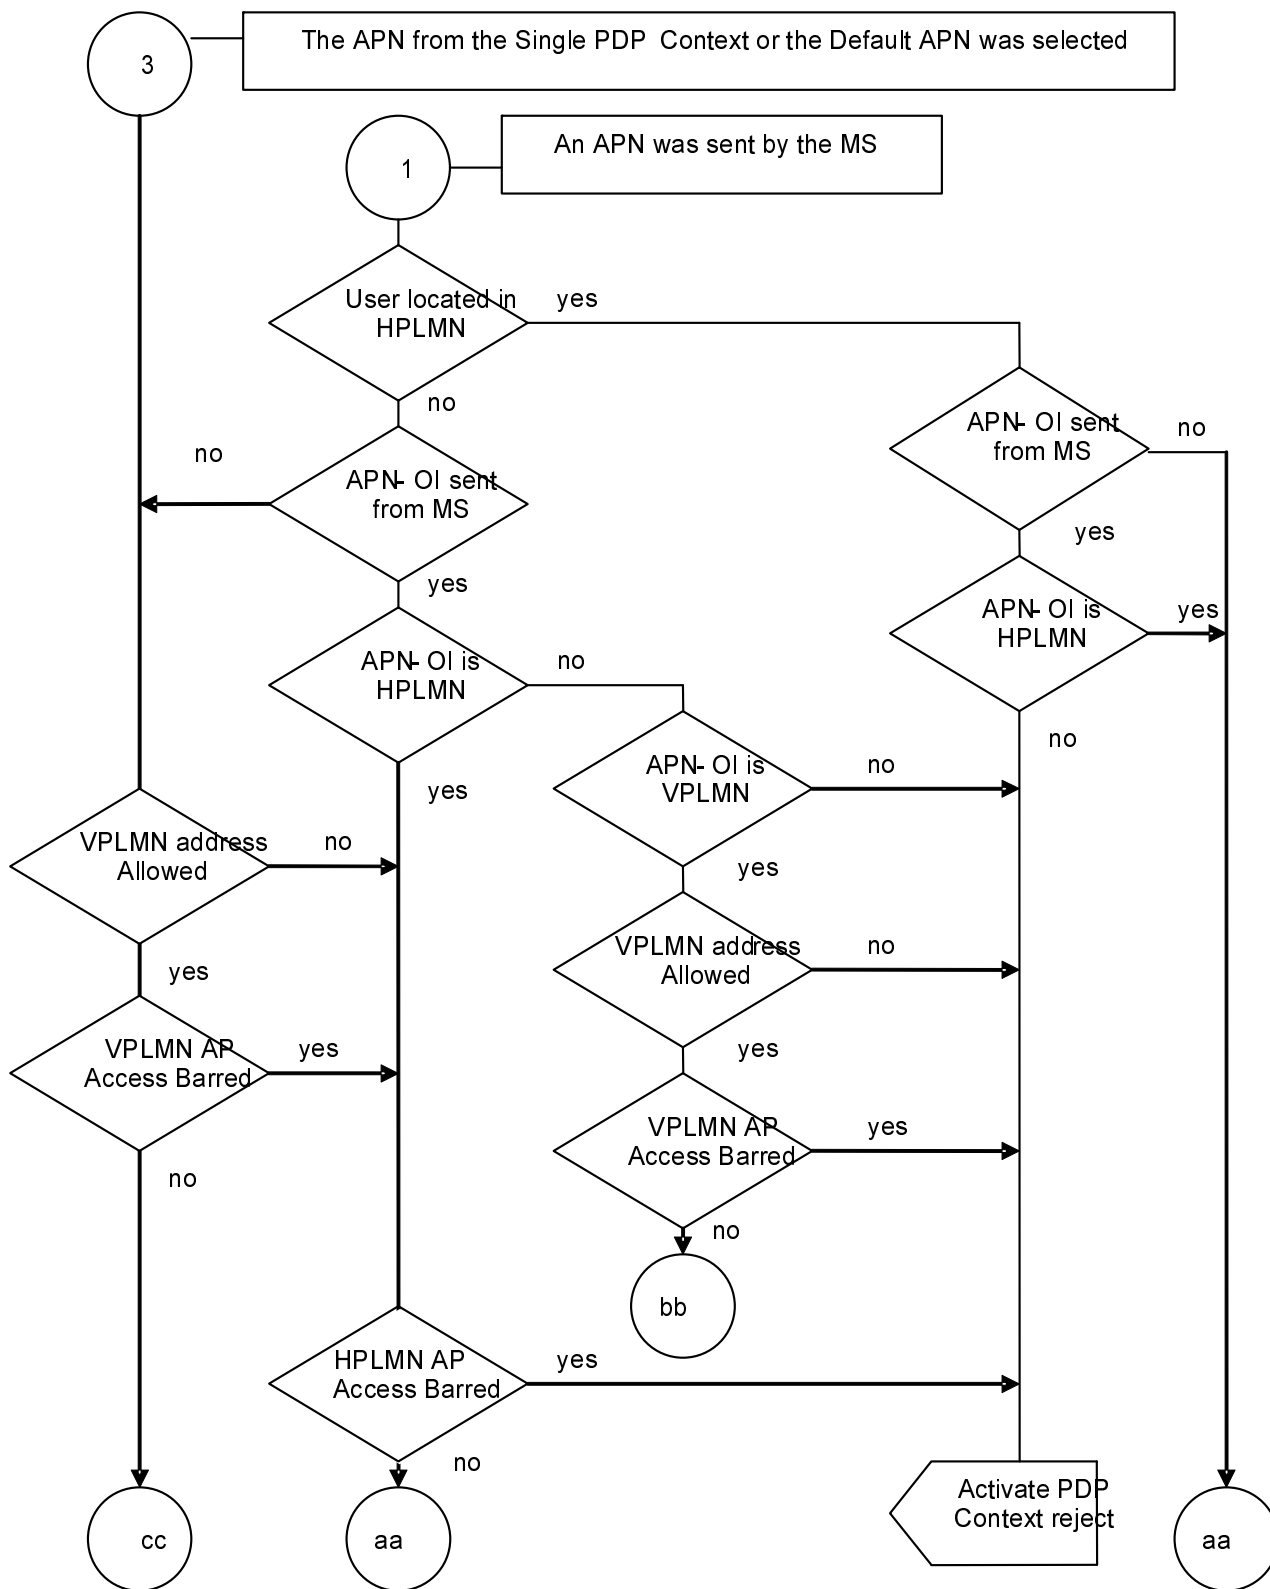 3
The APN from the Single PDP Context or the Default APN was selected
1
An APN was sent by the MS
User located in
HPLMN
yes
no
APN- OI sent
from MS
no
yes
APN- OI sent
from MS
no
yes
APN- OI is
HPLMN
yes
no
APN- OI is
HPLMN
no
yes
APN- OI is
VPLMN
no
yes
VPLMN address
Allowed
no
yes
VPLMN address
Allowed
no
yes
VPLMN AP
Access Barred
yes
no
VPLMN AP
Access Barred
yes
no
bb
HPLMN AP
Access Barred
yes
no
cc
aa
Activate PDP
Context reject
aa